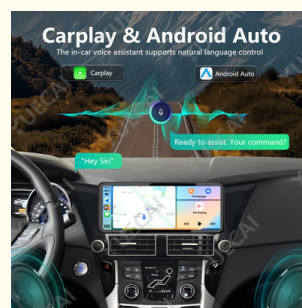 Carplay & Android Auto
The in-car voice assistant supports natural language control
Carplay
Android Auto
Ready to assist. Your command?
"Hey Siri"
YUECAI